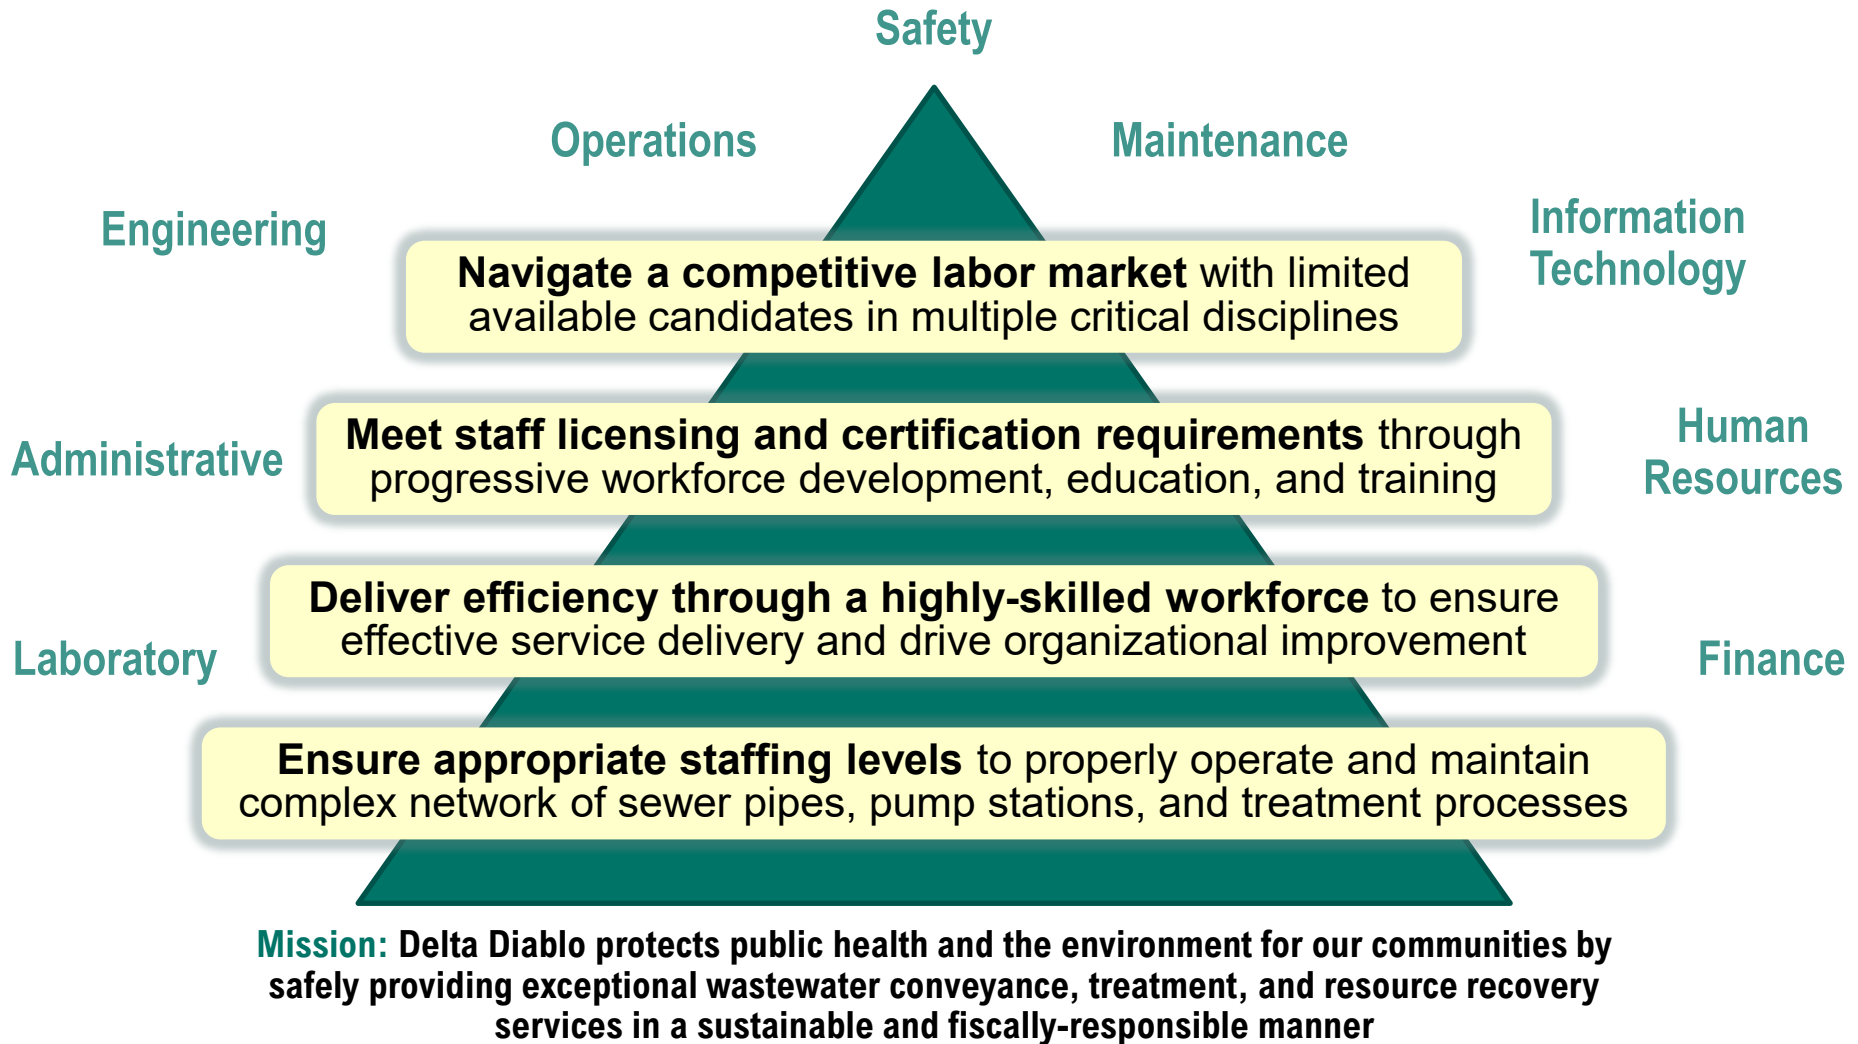 Safety
Operations
Maintenance
Engineering
Information
Technology
Navigate a competitive labor market with limited
available candidates in multiple critical disciplines
Administrative
Human
Resources
Meet staff licensing and certification requirements through
progressive workforce development, education, and training
Deliver efficiency through a highly-skilled workforce to ensure
effective service delivery and drive organizational improvement
Laboratory
Finance
Ensure appropriate staffing levels to properly operate and maintain
complex network of sewer pipes, pump stations, and treatment processes
Mission: Delta Diablo protects public health and the environment for our communities by
safely providing exceptional wastewater conveyance, treatment, and resource recovery
services in a sustainable and fiscally-responsible manner